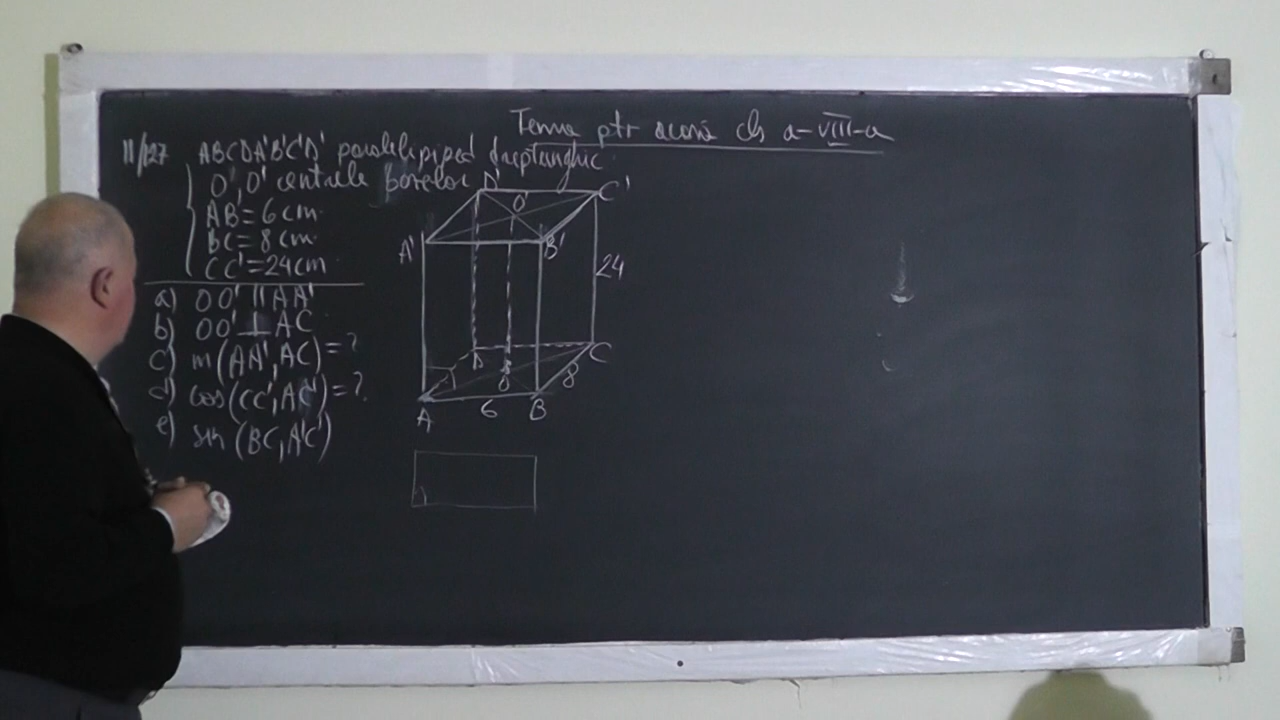 Tema ptr acasă cls a-VIII-a
11/127 ABCDA'B'C'D' paralelipiped dreptunghic
O', O' centrele bazelor
AB=6cm
BC=8cm
CC'=24cm
a) OO' || AA'
b) OO' ⊥ AC
c) m(AA', AC)=?
d) cos(CC', AC')=?
e) sin(BC, A'C')
D' C'
O'
A' B'
24
D C
O 8
A 6 B